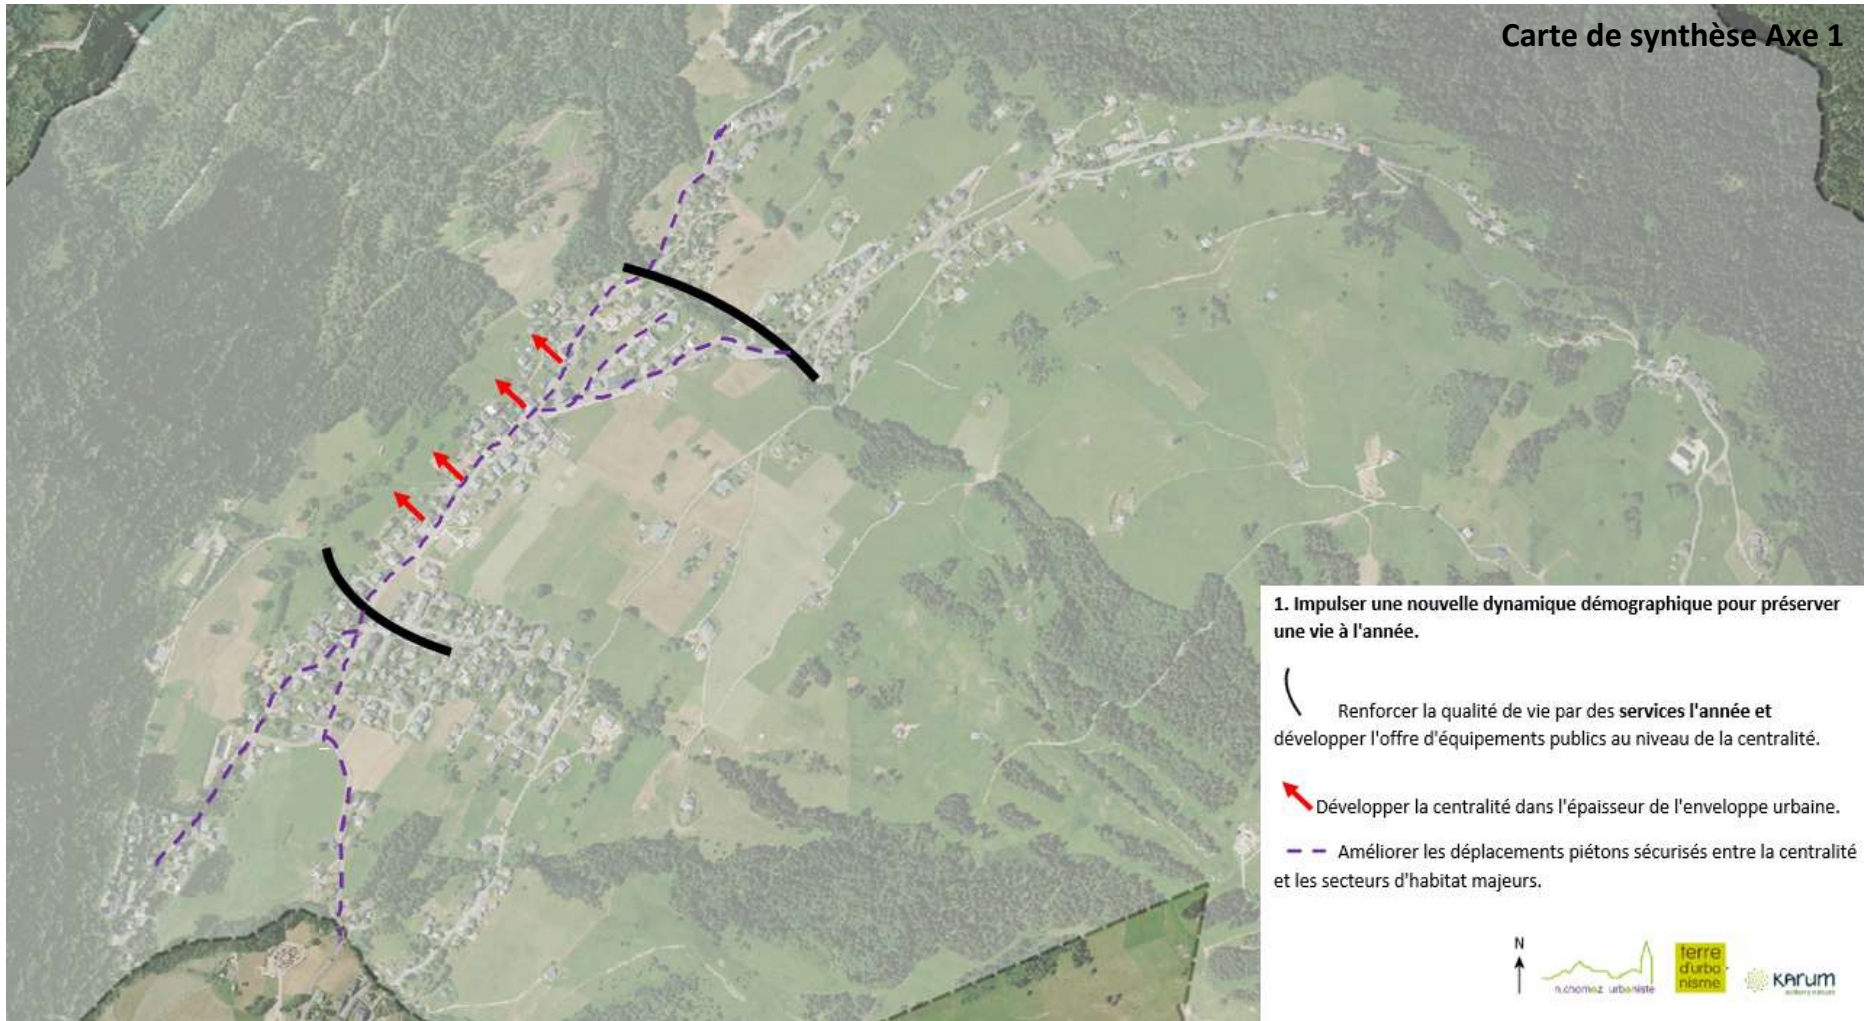 Carte de synthèse Axe 1
1. Impulser une nouvelle dynamique démographique pour préserver
une vie à l'année.
Renforcer la qualité de vie par des services l'année et
développer l'offre d'équipements publics au niveau de la centralité.
Développer la centralité dans l'épaisseur de l'enveloppe urbaine.
Améliorer les déplacements piétons sécurisés entre la centralité
et les secteurs d'habitat majeurs.
N
n.chomaz urbaniste
terre
d'urbo
nisme
KARUM